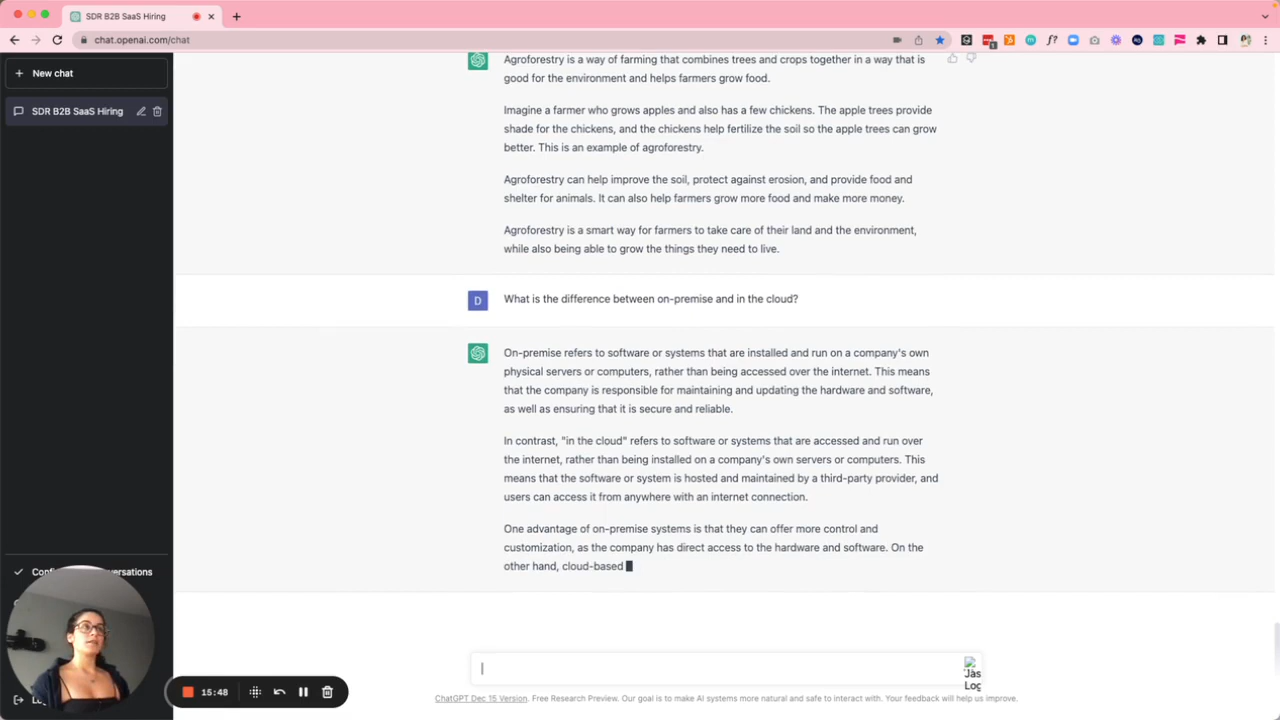 SDR B2B SaaS Hiring
chat.openai.com/chat
1
New chat
SDR B2B SaaS Hiring
Agroforestry is a way of farming that combines trees and crops together in a way that is
good for the environment and helps farmers grow food.
Imagine a farmer who grows apples and also has a few chickens. The apple trees provide
shade for the chickens, and the chickens help fertilize the soil so the apple trees can grow
better. This is an example of agroforestry.
Agroforestry can help improve the soil, protect against erosion, and provide food and
shelter for animals. It can also help farmers grow more food and make more money.
Agroforestry is a smart way for farmers to take care of their land and the environment,
while also being able to grow the things they need to live.
D
What is the difference between on-premise and in the cloud?
On-premise refers to software or systems that are installed and run on a company's own
physical servers or computers, rather than being accessed over the internet. This means
that the company is responsible for maintaining and updating the hardware and software,
as well as ensuring that it is secure and reliable.
In contrast, "in the cloud" refers to software or systems that are accessed and run over
the internet, rather than being installed on a company's own servers or computers. This
means that the software or system is hosted and maintained by a third-party provider, and
users can access it from anywhere with an internet connection.
One advantage of on-premise systems is that they can offer more control and
customization, as the company has direct access to the hardware and software. On the
other hand, cloud-based
15:48
Jas
Log
ChatGPT Dec 15 Version. Free Research Preview. Our goal is to make AI systems more natural and safe to interact with. Your feedback will help us improve.